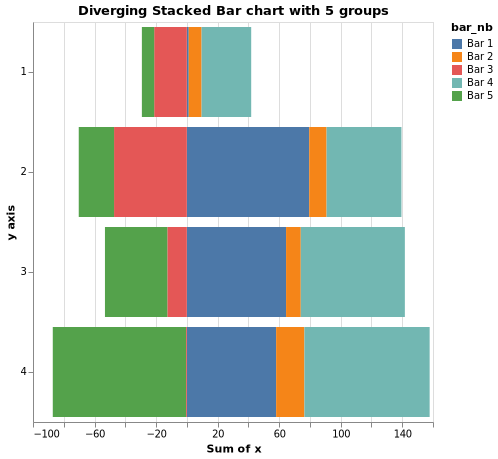 Diverging Stacked Bar chart with 5 groups
bar_nb
Bar 1
Bar 2
Bar 3
Bar 4
Bar 5
y axis
1
2
3
4
−100 −60 −20 20 60 100 140
Sum of x